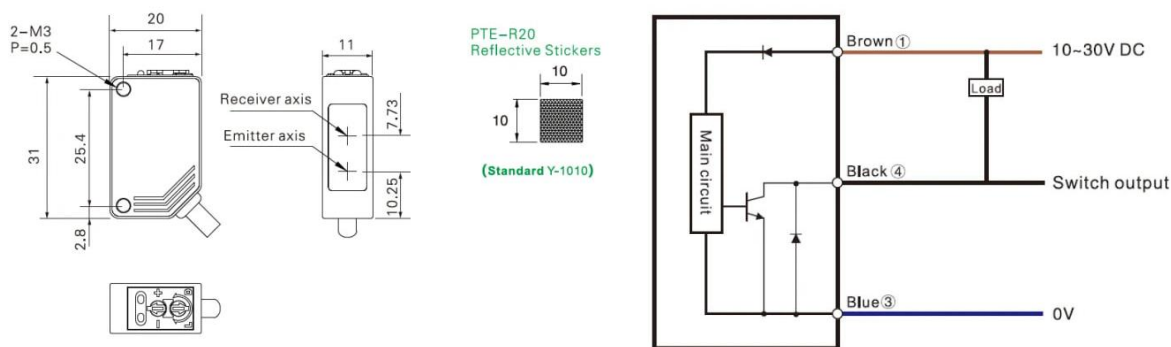 2-M3
P=0.5
20
17
31
25.4
2.8
11
Receiver axis
Emitter axis
7.73
10.25
PTE-R20
Reflective Stickers
10
10
(Standard Y-1010)
+
−
Main circuit
Brown①
10~30V DC
Load
Black④
Switch output
Blue③
0V